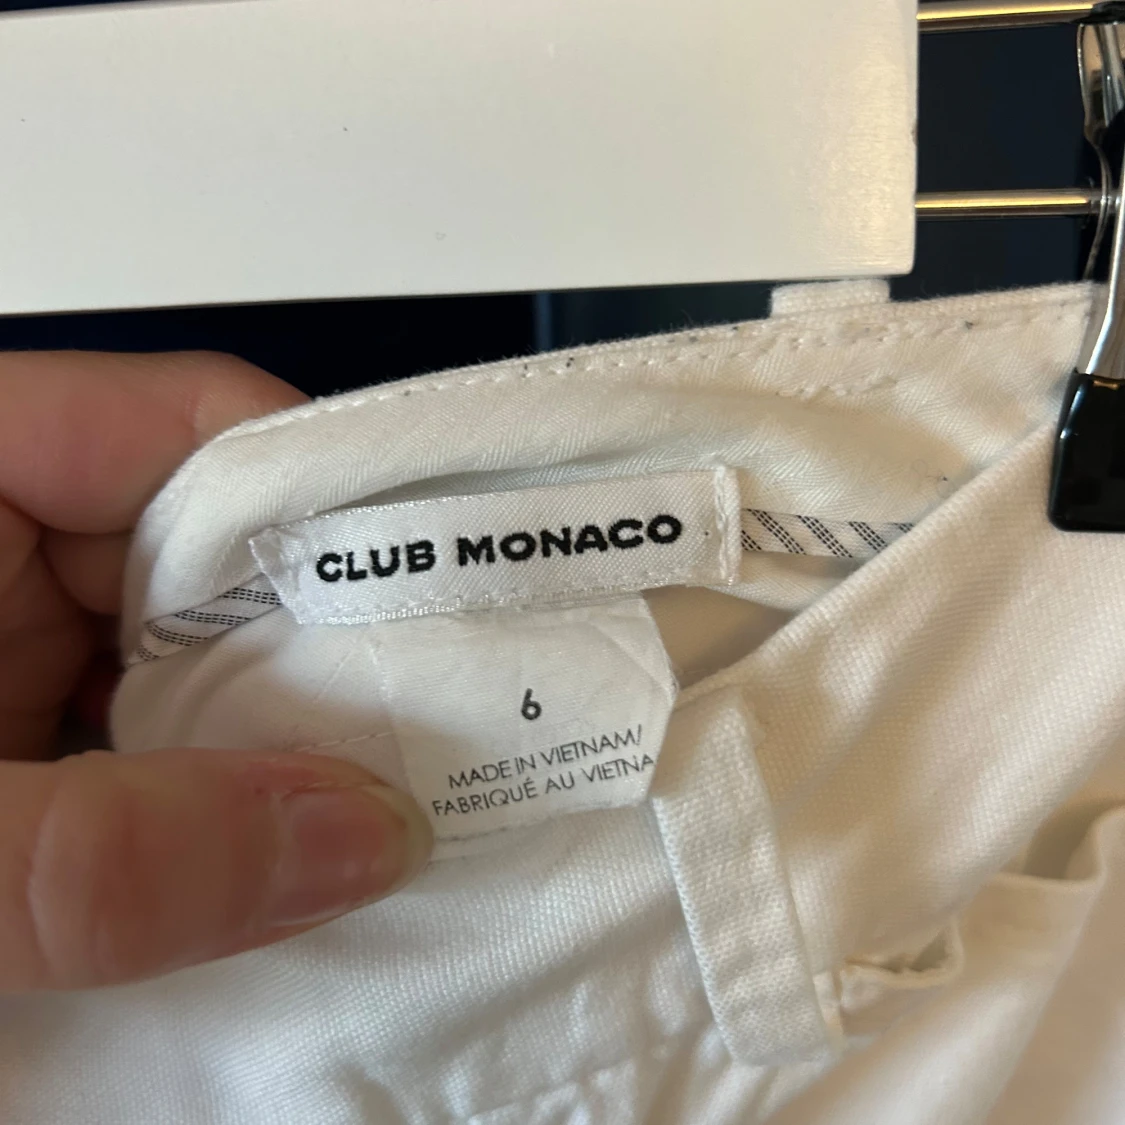 CLUB MONACO
6
MADE IN VIETNAM/
FABRIQUÉ AU VIETNA